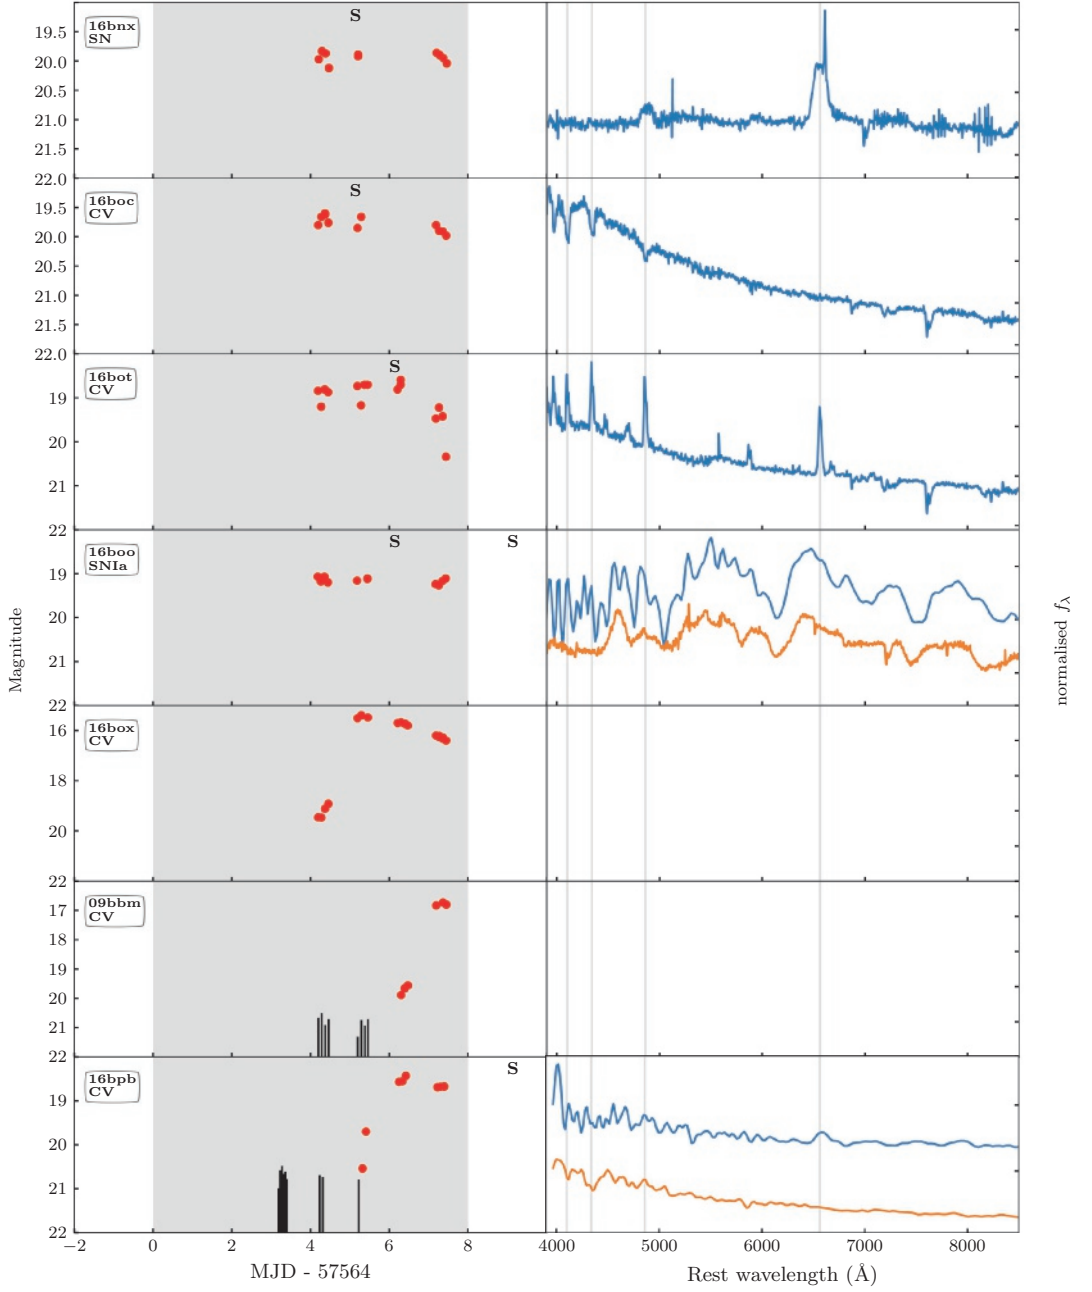 16bnx
SN
S
19.5
20.0
20.5
21.0
21.5
22.0
16boc
CV
S
19.5
20.0
20.5
21.0
21.5
22.0
16bot
CV
S
19
20
21
22
16boo
SNIa
S S
19
20
21
22
16box
CV
16
18
20
22
09bbm
CV
17
18
19
20
21
22
16bpb
CV
S
19
20
21
22
−2 0 2 4 6 8
4000 5000 6000 7000 8000
MJD - 57564
Rest wavelength (Å)
Magnitude
normalised fλ